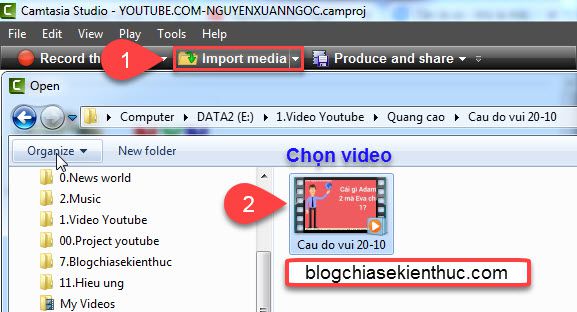 Camtasia Studio - YOUTUBE.COM-NGUYENXUANNGOC.camproj
File Edit View Play Tools Help
Record th
1
Import media
Produce and share
Open
Computer DATA2 (E:) 1.Video Youtube Quang cao Cau do vui 20-10
Organize New folder
0.News world
2.Music
1.Video Youtube
00.Project youtube
7.Blogchiasekienthuc
11.Hieu ung
My Videos
Chọn video
2
Cái gì Adam
2 mà Eva ch
1?
Cau do vui 20-10
blogchiasekienthuc.com